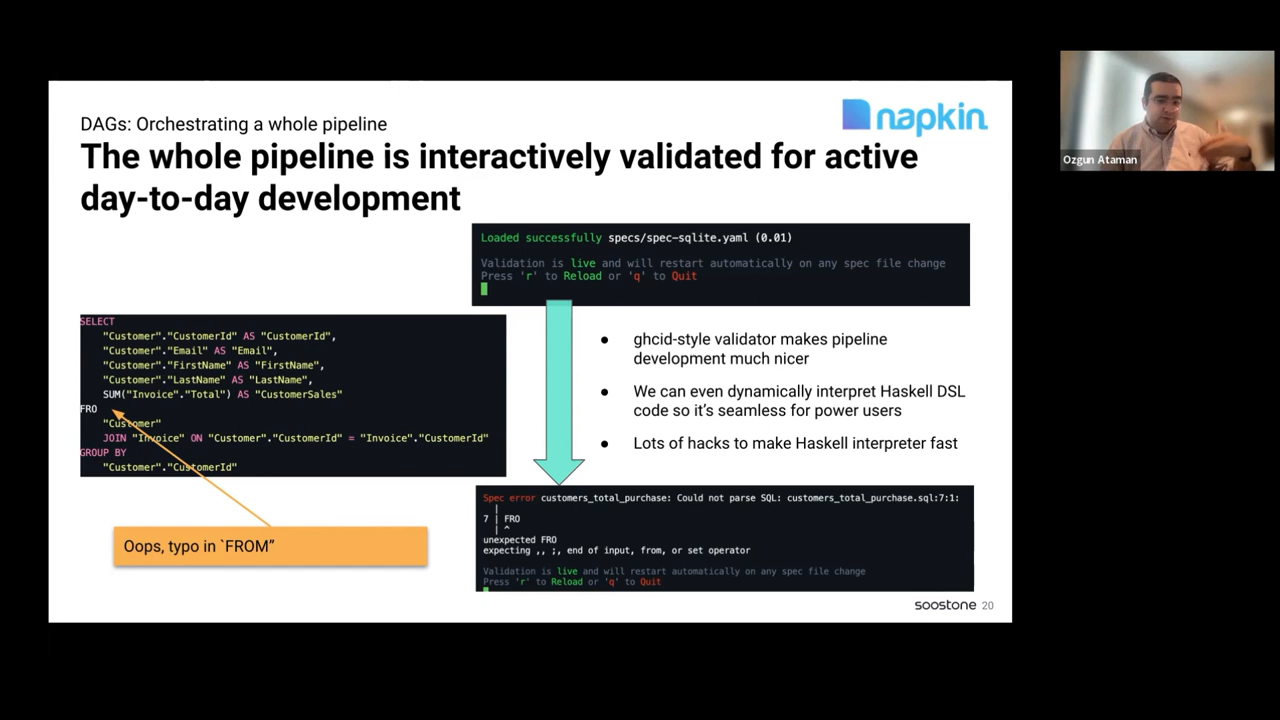 DAGs: Orchestrating a whole pipeline
napkin
The whole pipeline is interactively validated for active
day-to-day development
Ozgun Ataman
Loaded successfully specs/spec-sqlite.yaml (0.01)
Validation is live and will restart automatically on any spec file change
Press 'r' to Reload or 'q' to Quit
SELECT
"Customer"."CustomerId" AS "CustomerId",
"Customer"."Email" AS "Email",
"Customer"."FirstName" AS "FirstName",
"Customer"."LastName" AS "LastName",
SUM("Invoice"."Total") AS "CustomerSales"
FRO
"Customer"
JOIN "Invoice" ON "Customer"."CustomerId" = "Invoice"."CustomerId"
GROUP BY
"Customer"."CustomerId"
Oops, typo in `FROM”
● ghcid-style validator makes pipeline
development much nicer
● We can even dynamically interpret Haskell DSL
code so it's seamless for power users
● Lots of hacks to make Haskell interpreter fast
Spec error customers_total_purchase: Could not parse SQL: customers_total_purchase.sql:7:1:
|
7 | FRO
| ^
unexpected FRO
expecting ,, ;, end of input, from, or set operator
Validation is live and will restart automatically on any spec file change
Press 'r' to Reload or 'q' to Quit
soostone 20